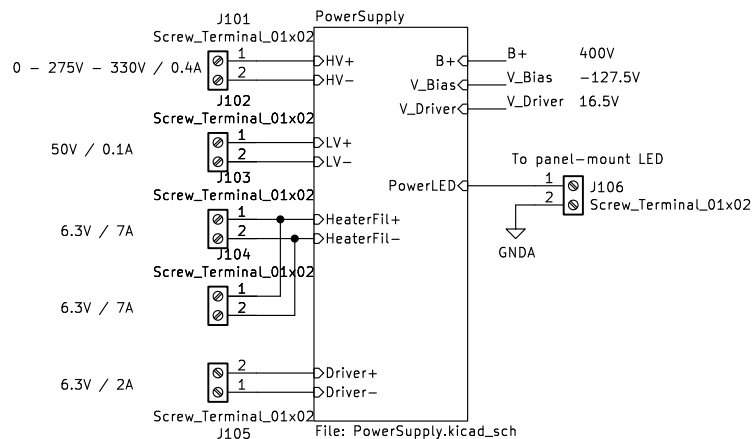 J101
Screw_Terminal_01x02
0 – 275V – 330V / 0.4A
1
2
J102
Screw_Terminal_01x02
50V / 0.1A
1
2
J103
Screw_Terminal_01x02
6.3V / 7A
1
2
J104
Screw_Terminal_01x02
6.3V / 7A
1
2
6.3V / 2A
2
1
Screw_Terminal_01x02
J105
PowerSupply
HV+
HV–
LV+
LV–
HeaterFil+
HeaterFil–
Driver+
Driver–
B+
V_Bias
V_Driver
PowerLED
File: PowerSupply.kicad_sch
B+ 400V
V_Bias –127.5V
V_Driver 16.5V
To panel–mount LED
1
2
J106
Screw_Terminal_01x02
GNDA